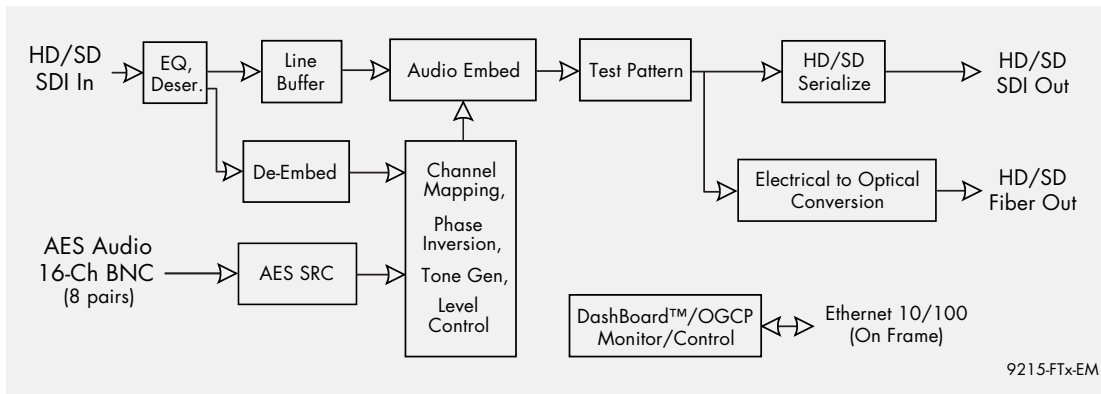 HD/SD
SDI In
EQ,
Deser.
Line
Buffer
Audio Embed
Test Pattern
HD/SD
Serialize
HD/SD
SDI Out
De-Embed
Channel
Mapping,
Phase
Inversion,
Tone Gen,
Level
Control
Electrical to Optical
Conversion
HD/SD
Fiber Out
AES Audio
16-Ch BNC
(8 pairs)
AES SRC
DashBoard™/OGCP
Monitor/Control
Ethernet 10/100
(On Frame)
9215-FTx-EM